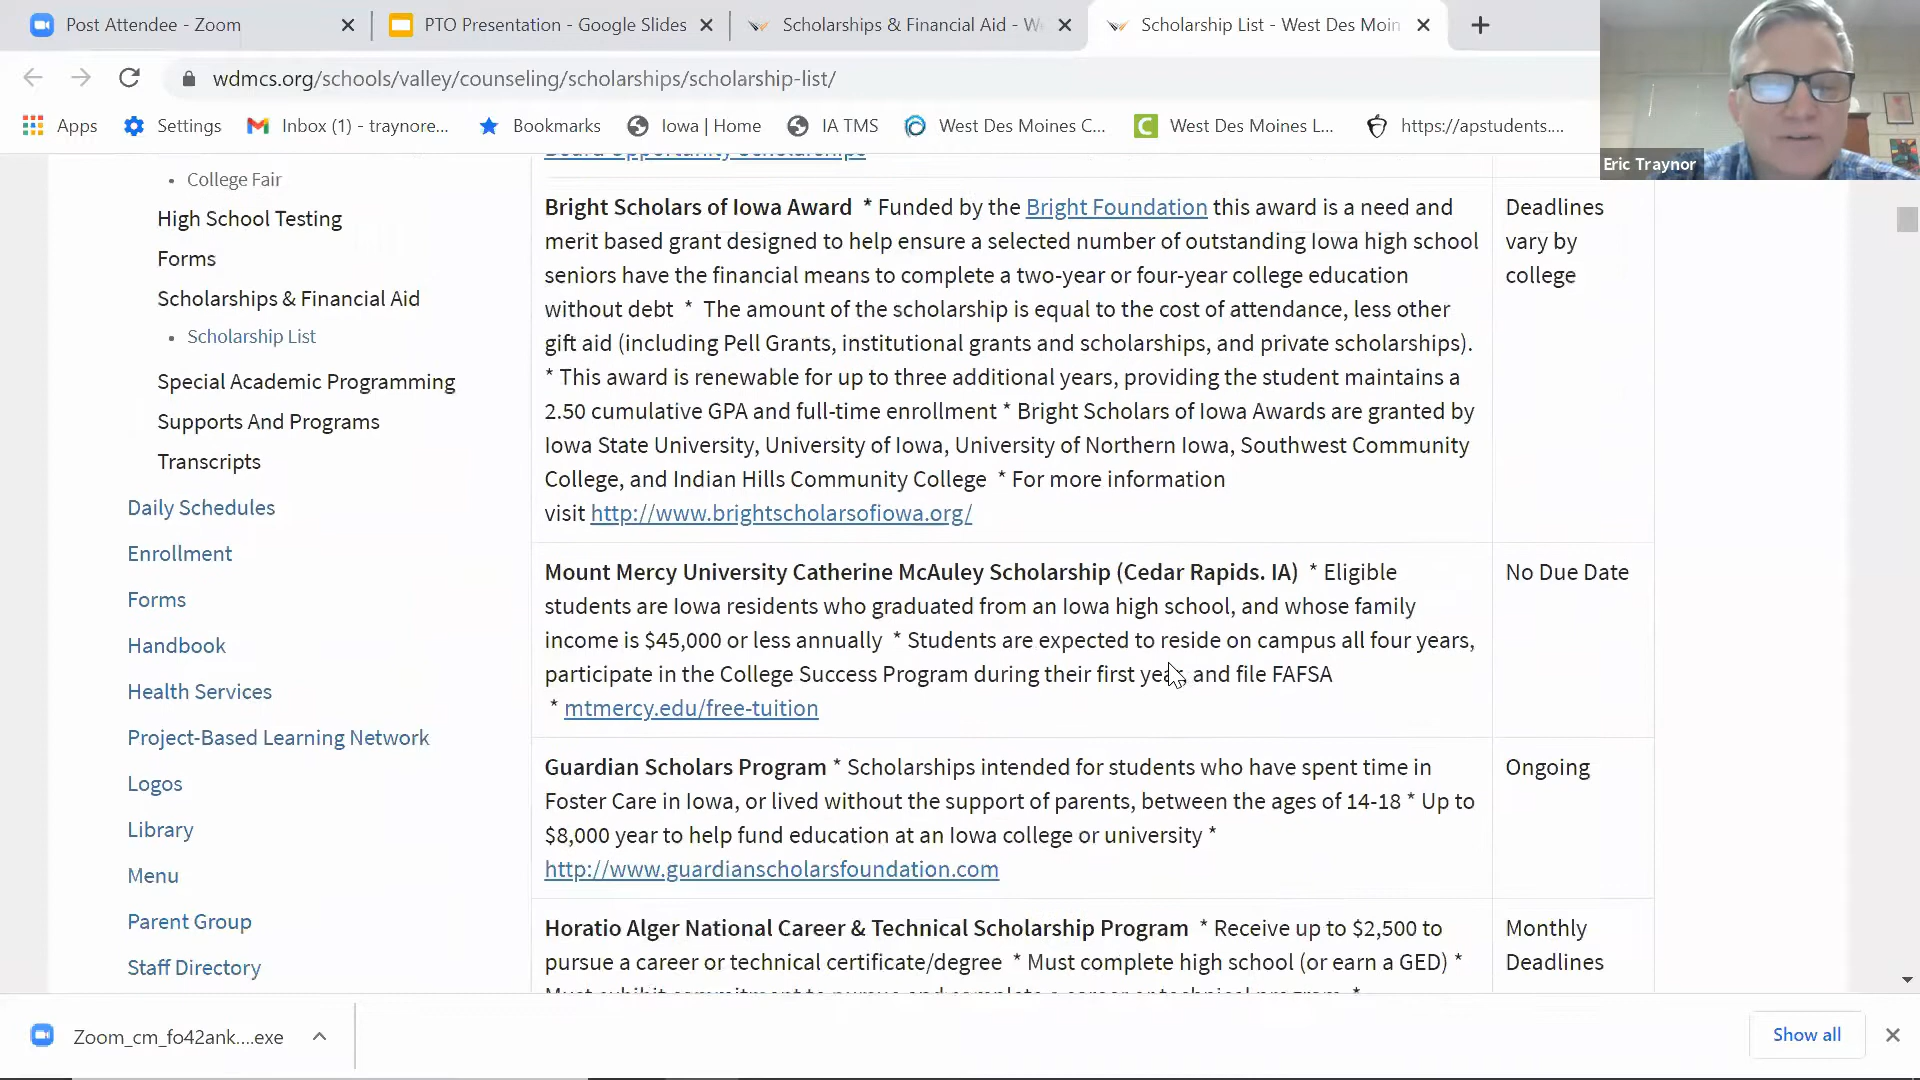 Post Attendee - Zoom
PTO Presentation - Google Slides
Scholarships & Financial Aid - W
Scholarship List - West Des Moin
wdmcs.org/schools/valley/counseling/scholarships/scholarship-list/
Apps
Settings
Inbox (1) - traynore...
Bookmarks
Iowa | Home
IA TMS
West Des Moines C...
West Des Moines L...
https://apstudents....
Eric Traynor
College Fair
High School Testing
Forms
Scholarships & Financial Aid
Scholarship List
Special Academic Programming
Supports And Programs
Transcripts
Daily Schedules
Enrollment
Forms
Handbook
Health Services
Project-Based Learning Network
Logos
Library
Menu
Parent Group
Staff Directory
Board Opportunity Scholarships
Bright Scholars of Iowa Award * Funded by the Bright Foundation this award is a need and
merit based grant designed to help ensure a selected number of outstanding Iowa high school
seniors have the financial means to complete a two-year or four-year college education
without debt * The amount of the scholarship is equal to the cost of attendance, less other
gift aid (including Pell Grants, institutional grants and scholarships, and private scholarships).
* This award is renewable for up to three additional years, providing the student maintains a
2.50 cumulative GPA and full-time enrollment * Bright Scholars of Iowa Awards are granted by
Iowa State University, University of Iowa, University of Northern Iowa, Southwest Community
College, and Indian Hills Community College * For more information
visit http://www.brightscholarsofiowa.org/
Deadlines
vary by
college
Mount Mercy University Catherine McAuley Scholarship (Cedar Rapids. IA) * Eligible
students are Iowa residents who graduated from an Iowa high school, and whose family
income is $45,000 or less annually * Students are expected to reside on campus all four years,
participate in the College Success Program during their first year, and file FAFSA
* mtmercy.edu/free-tuition
No Due Date
Guardian Scholars Program * Scholarships intended for students who have spent time in
Foster Care in Iowa, or lived without the support of parents, between the ages of 14-18 * Up to
$8,000 year to help fund education at an Iowa college or university *
http://www.guardianscholarsfoundation.com
Ongoing
Horatio Alger National Career & Technical Scholarship Program * Receive up to $2,500 to
pursue a career or technical certificate/degree * Must complete high school (or earn a GED) *
Must exhibit commitment to pursue and complete a career or technical program *
Monthly
Deadlines
Zoom_cm_fo42ank....exe
Show all